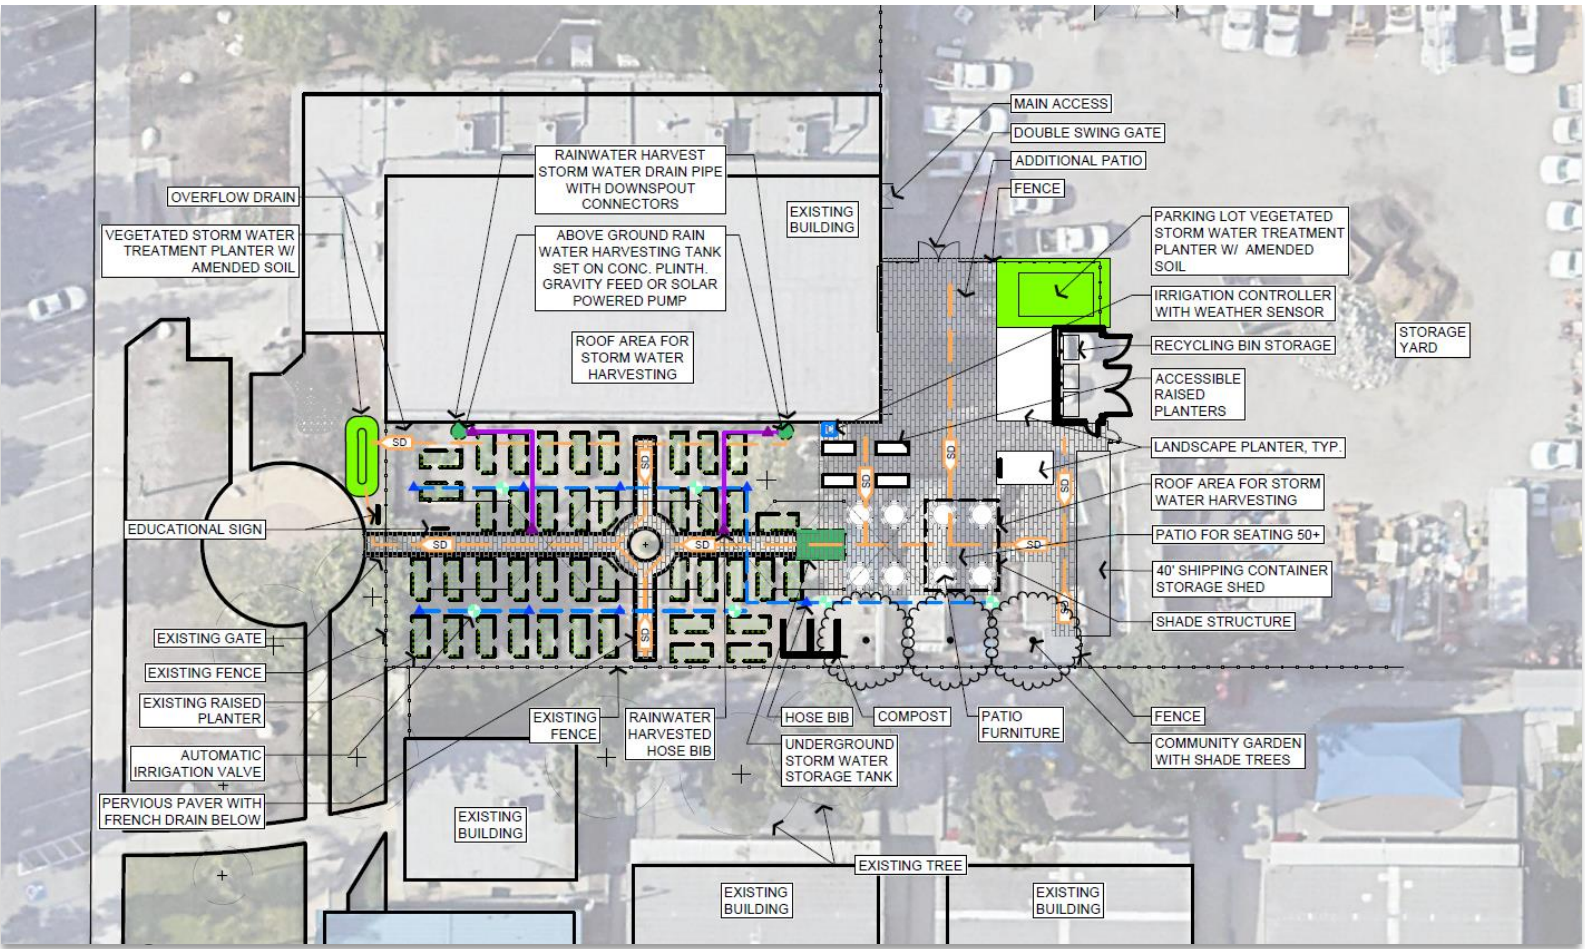 MAIN ACCESS
DOUBLE SWING GATE
ADDITIONAL PATIO
FENCE
RAINWATER HARVEST
STORM WATER DRAIN PIPE
WITH DOWNSPOUT
CONNECTORS
OVERFLOW DRAIN
EXISTING
BUILDING
PARKING LOT VEGETATED
STORM WATER TREATMENT
PLANTER W/ AMENDED
SOIL
VEGETATED STORM WATER
TREATMENT PLANTER W/
AMENDED SOIL
ABOVE GROUND RAIN
WATER HARVESTING TANK
SET ON CONC. PLINTH.
GRAVITY FEED OR SOLAR
POWERED PUMP
IRRIGATION CONTROLLER
WITH WEATHER SENSOR
STORAGE
YARD
ROOF AREA FOR
STORM WATER
HARVESTING
RECYCLING BIN STORAGE
ACCESSIBLE
RAISED
PLANTERS
SD
SD
SD
SD
SD
LANDSCAPE PLANTER, TYP.
ROOF AREA FOR STORM
WATER HARVESTING
EDUCATIONAL SIGN
PATIO FOR SEATING 50+
SD
SD
SD
40' SHIPPING CONTAINER
STORAGE SHED
SD
SD
SHADE STRUCTURE
EXISTING GATE
EXISTING FENCE
EXISTING RAISED
PLANTER
EXISTING
FENCE
RAINWATER
HARVESTED
HOSE BIB
HOSE BIB
COMPOST
PATIO
FURNITURE
FENCE
UNDERGROUND
STORM WATER
STORAGE TANK
COMMUNITY GARDEN
WITH SHADE TREES
AUTOMATIC
IRRIGATION VALVE
PERVIOUS PAVER WITH
FRENCH DRAIN BELOW
EXISTING
BUILDING
EXISTING TREE
EXISTING
BUILDING
EXISTING
BUILDING